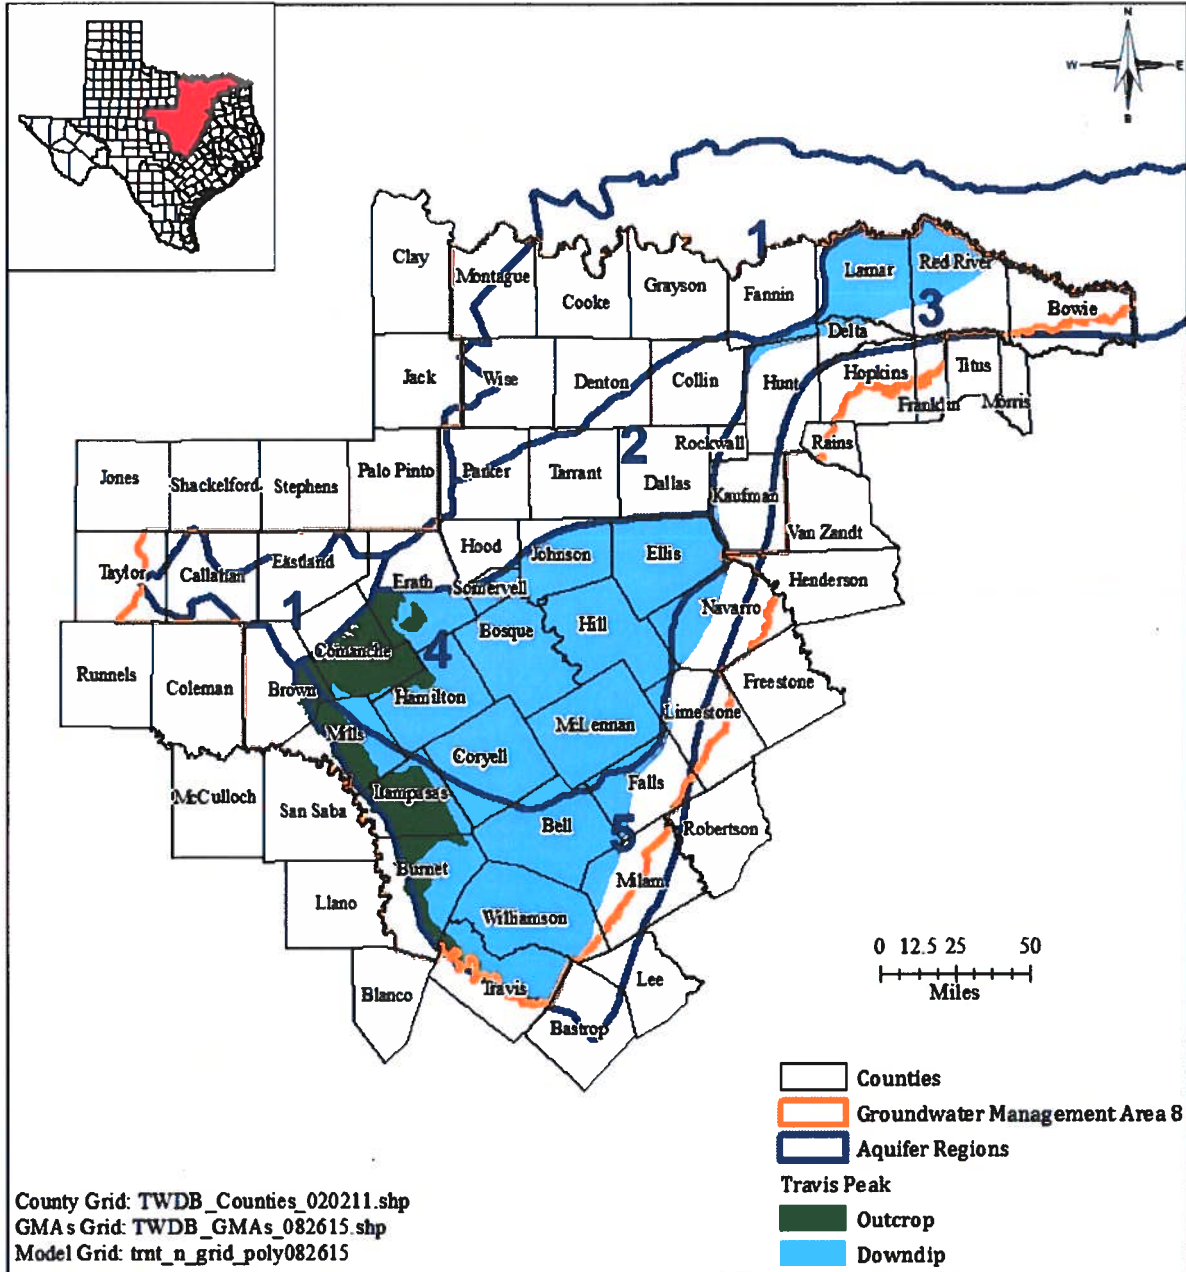 N
W E
S
1
Clay
Lamar
Red River
Montague
Grayson
Fannin
Cooke
3
Bowie
Delta
Jack
Wise
Denton
Collin
Hunt
Hopkins
Titus
Franklin
Morris
2
Rockwall
Rains
Jones
Shackelford
Stephens
Palo Pinto
Parker
Tarrant
Dallas
Kaufman
Van Zandt
Hood
Johnson
Ellis
Taylor
Callahan
Eastland
Erath
Somervell
Henderson
1
Navarro
Bosque
Hill
4
Comanche
Runnels
Coleman
Brown
Hamilton
Freestone
Limestone
McLennan
Mills
Coryell
Falls
McCulloch
San Saba
Lampasas
Bell
5
Robertson
Burnet
Milam
Llano
Williamson
0 12.5 25 50
Miles
Lee
Blanco
Travis
Bastrop
Counties
Groundwater Management Area 8
Aquifer Regions
Travis Peak
Outcrop
Downdip
County Grid: TWDB_Counties_020211.shp
GMAs Grid: TWDB_GMAs_082615.shp
Model Grid: trnt_n_grid_poly082615